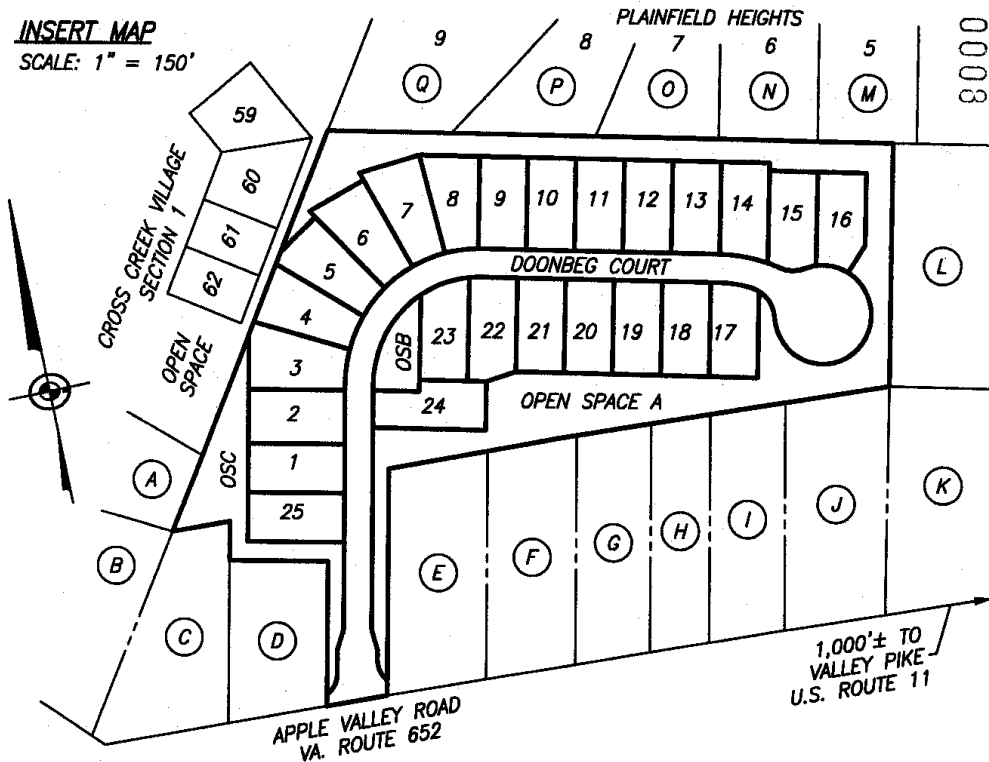 INSERT MAP
SCALE: 1" = 150'
PLAINFIELD HEIGHTS
0008
9
8
7
6
5
Q
P
O
N
M
59
60
61
62
CROSS CREEK VILLAGE
SECTION 1
OPEN
SPACE
8
9
10
11
12
13
14
15
16
7
6
5
4
3
2
1
25
DOONBEG COURT
L
OSB
23
22
21
20
19
18
17
24
OPEN SPACE A
OSC
A
B
C
D
E
F
G
H
I
J
K
1,000'± TO
VALLEY PIKE
U.S. ROUTE 11
APPLE VALLEY ROAD
VA. ROUTE 652